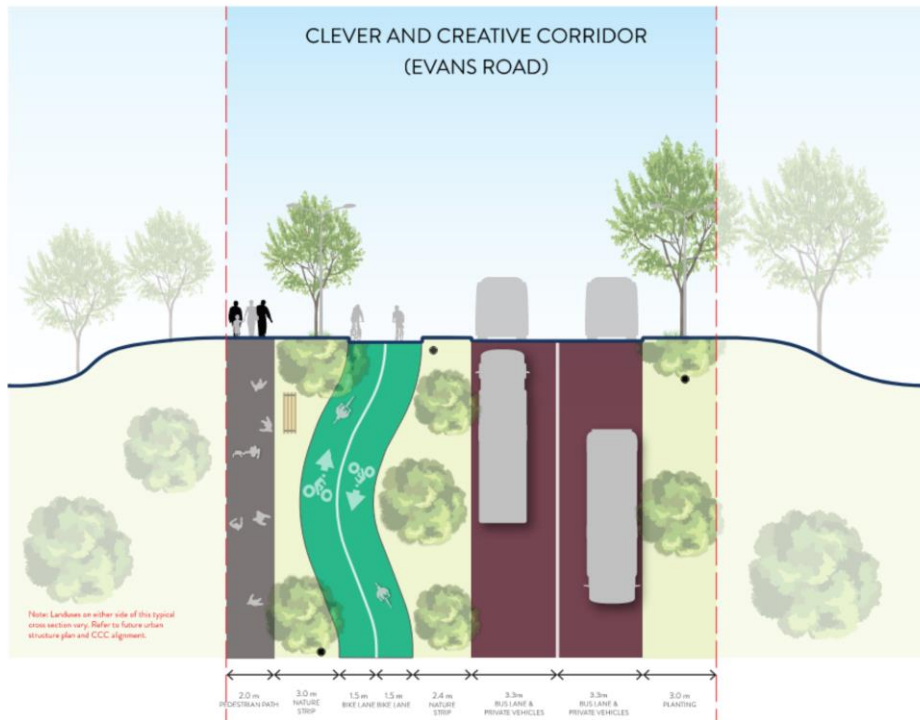 CLEVER AND CREATIVE CORRIDOR
(EVANS ROAD)
Note: Landuses on either side of this typical
cross section vary. Refer to future urban
structure plan and CCC alignment.
2.0 m
PEDESTRIAN PATH
3.0 m
NATURE
STRIP
1.5 m
BIKE LANE
1.5 m
BIKE LANE
2.4 m
NATURE
STRIP
3.3m
BUS LANE &
PRIVATE VEHICLES
3.3m
BUS LANE &
PRIVATE VEHICLES
3.0 m
PLANTING